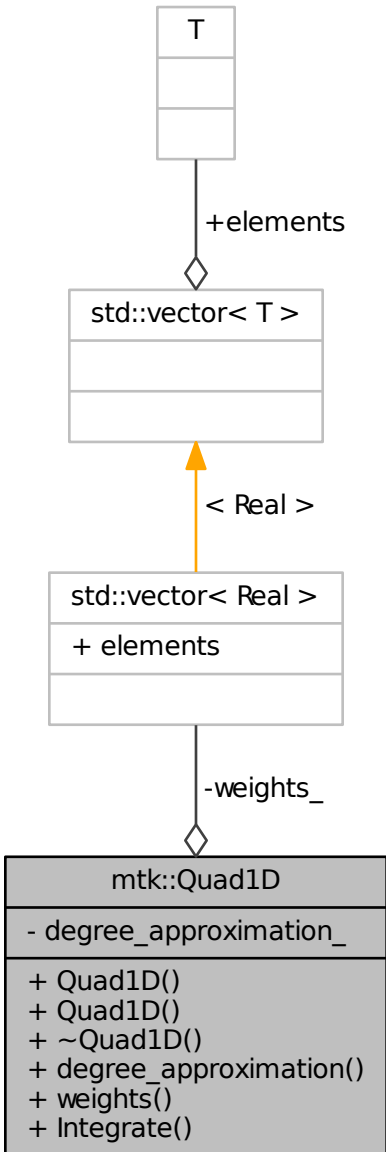 T
+elements
std::vector< T >
< Real >
std::vector< Real >
+ elements
-weights_
mtk::Quad1D
- degree_approximation_
+ Quad1D()
+ Quad1D()
+ ~Quad1D()
+ degree_approximation()
+ weights()
+ Integrate()